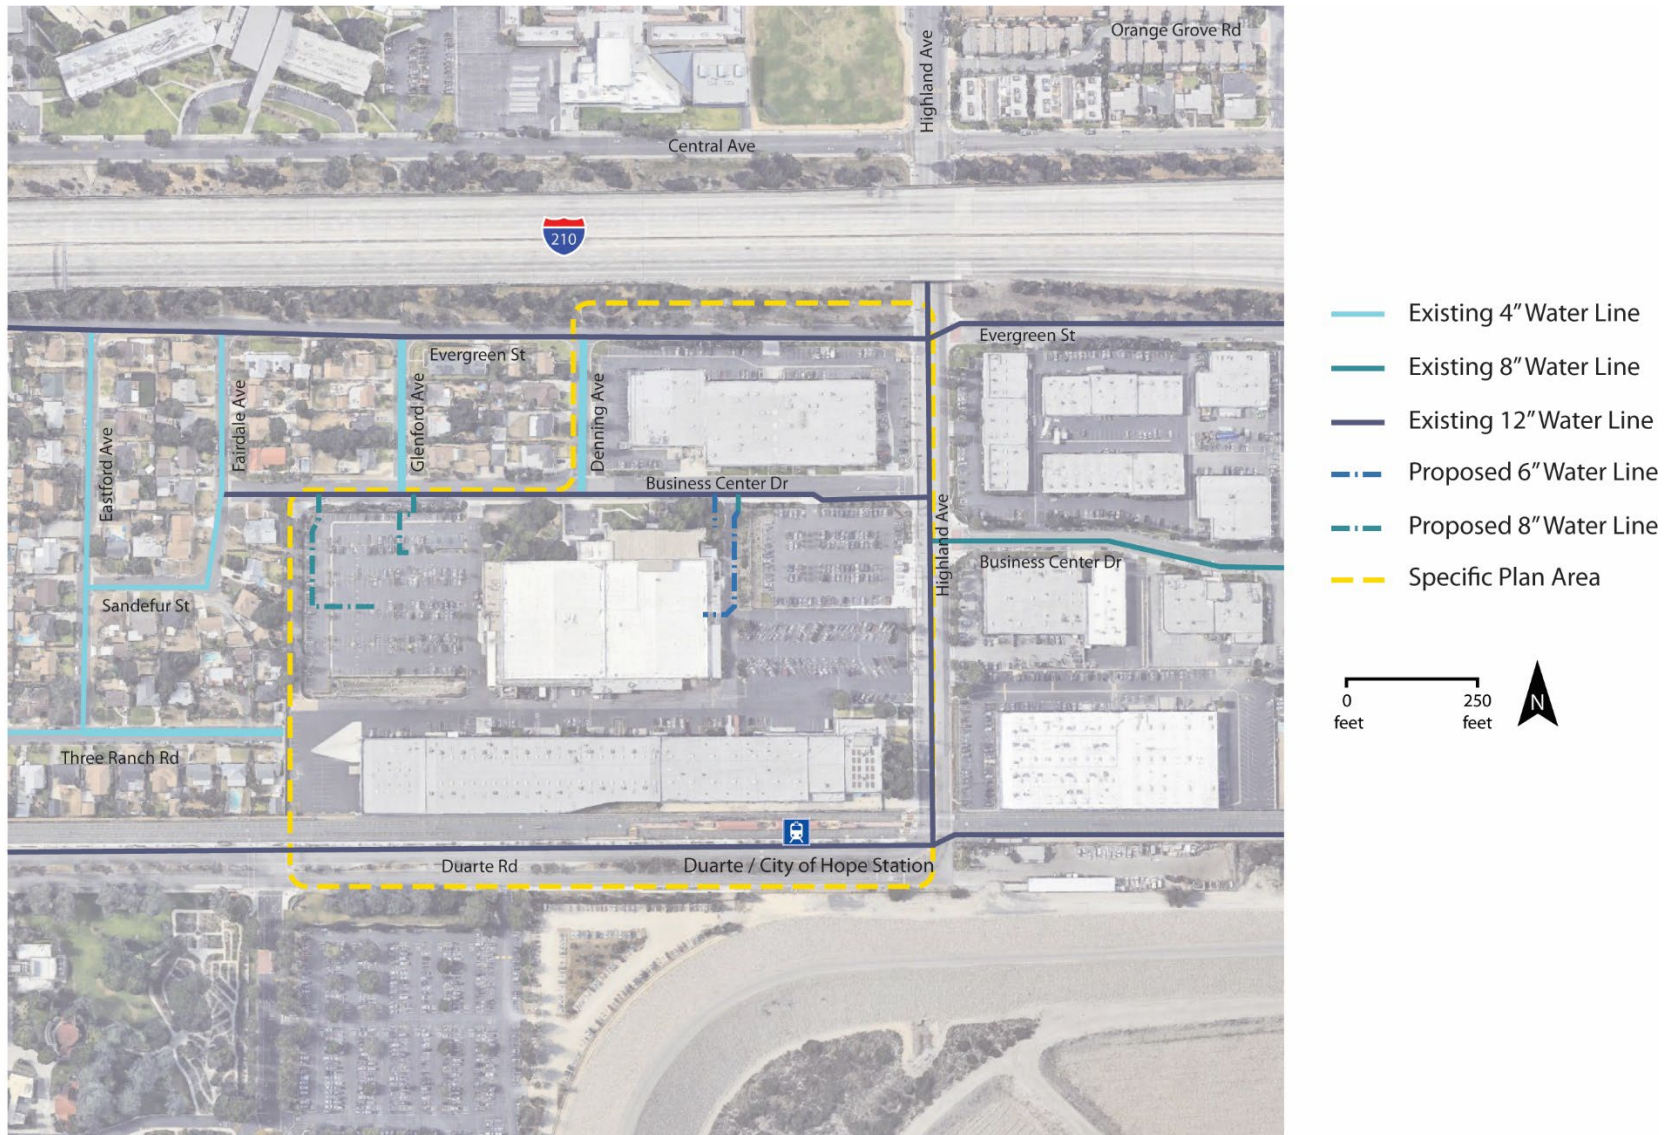 Orange Grove Rd
Highland Ave
Central Ave
210
Evergreen St
Evergreen St
Eastford Ave
Fairdale Ave
Glenford Ave
Denning Ave
Business Center Dr
Highland Ave
Business Center Dr
Sandefur St
Three Ranch Rd
Duarte Rd
Duarte / City of Hope Station
Existing 4” Water Line
Existing 8” Water Line
Existing 12” Water Line
Proposed 6” Water Line
Proposed 8” Water Line
Specific Plan Area
0 250
feet feet
N